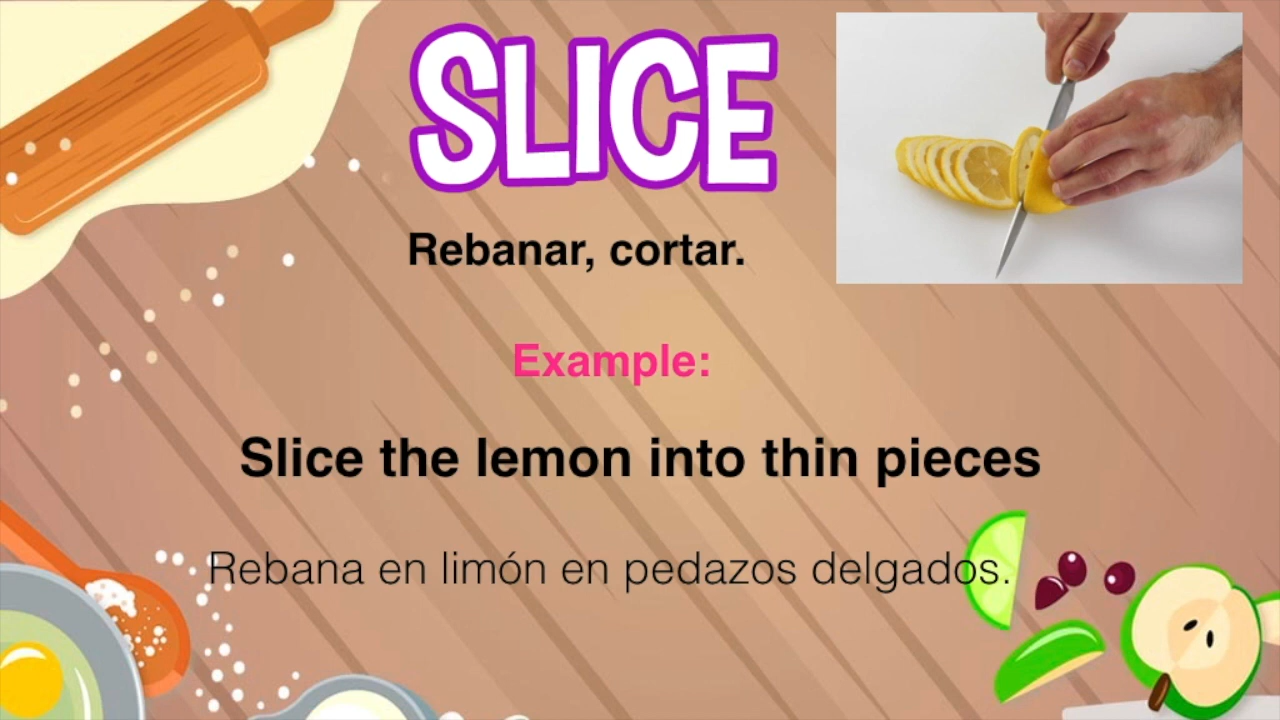 SLICE
Rebanar, cortar.
Example:
Slice the lemon into thin pieces
Rebana en limón en pedazos delgados.